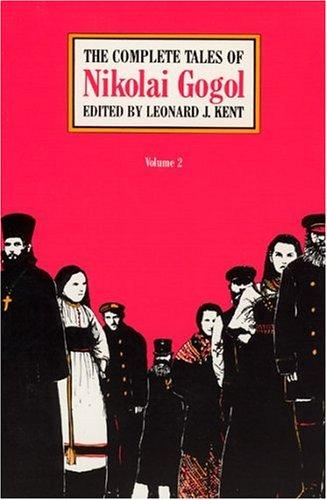 THE COMPLETE TALES OF
Nikolai Gogol
EDITED BY LEONARD J. KENT
Volume 2